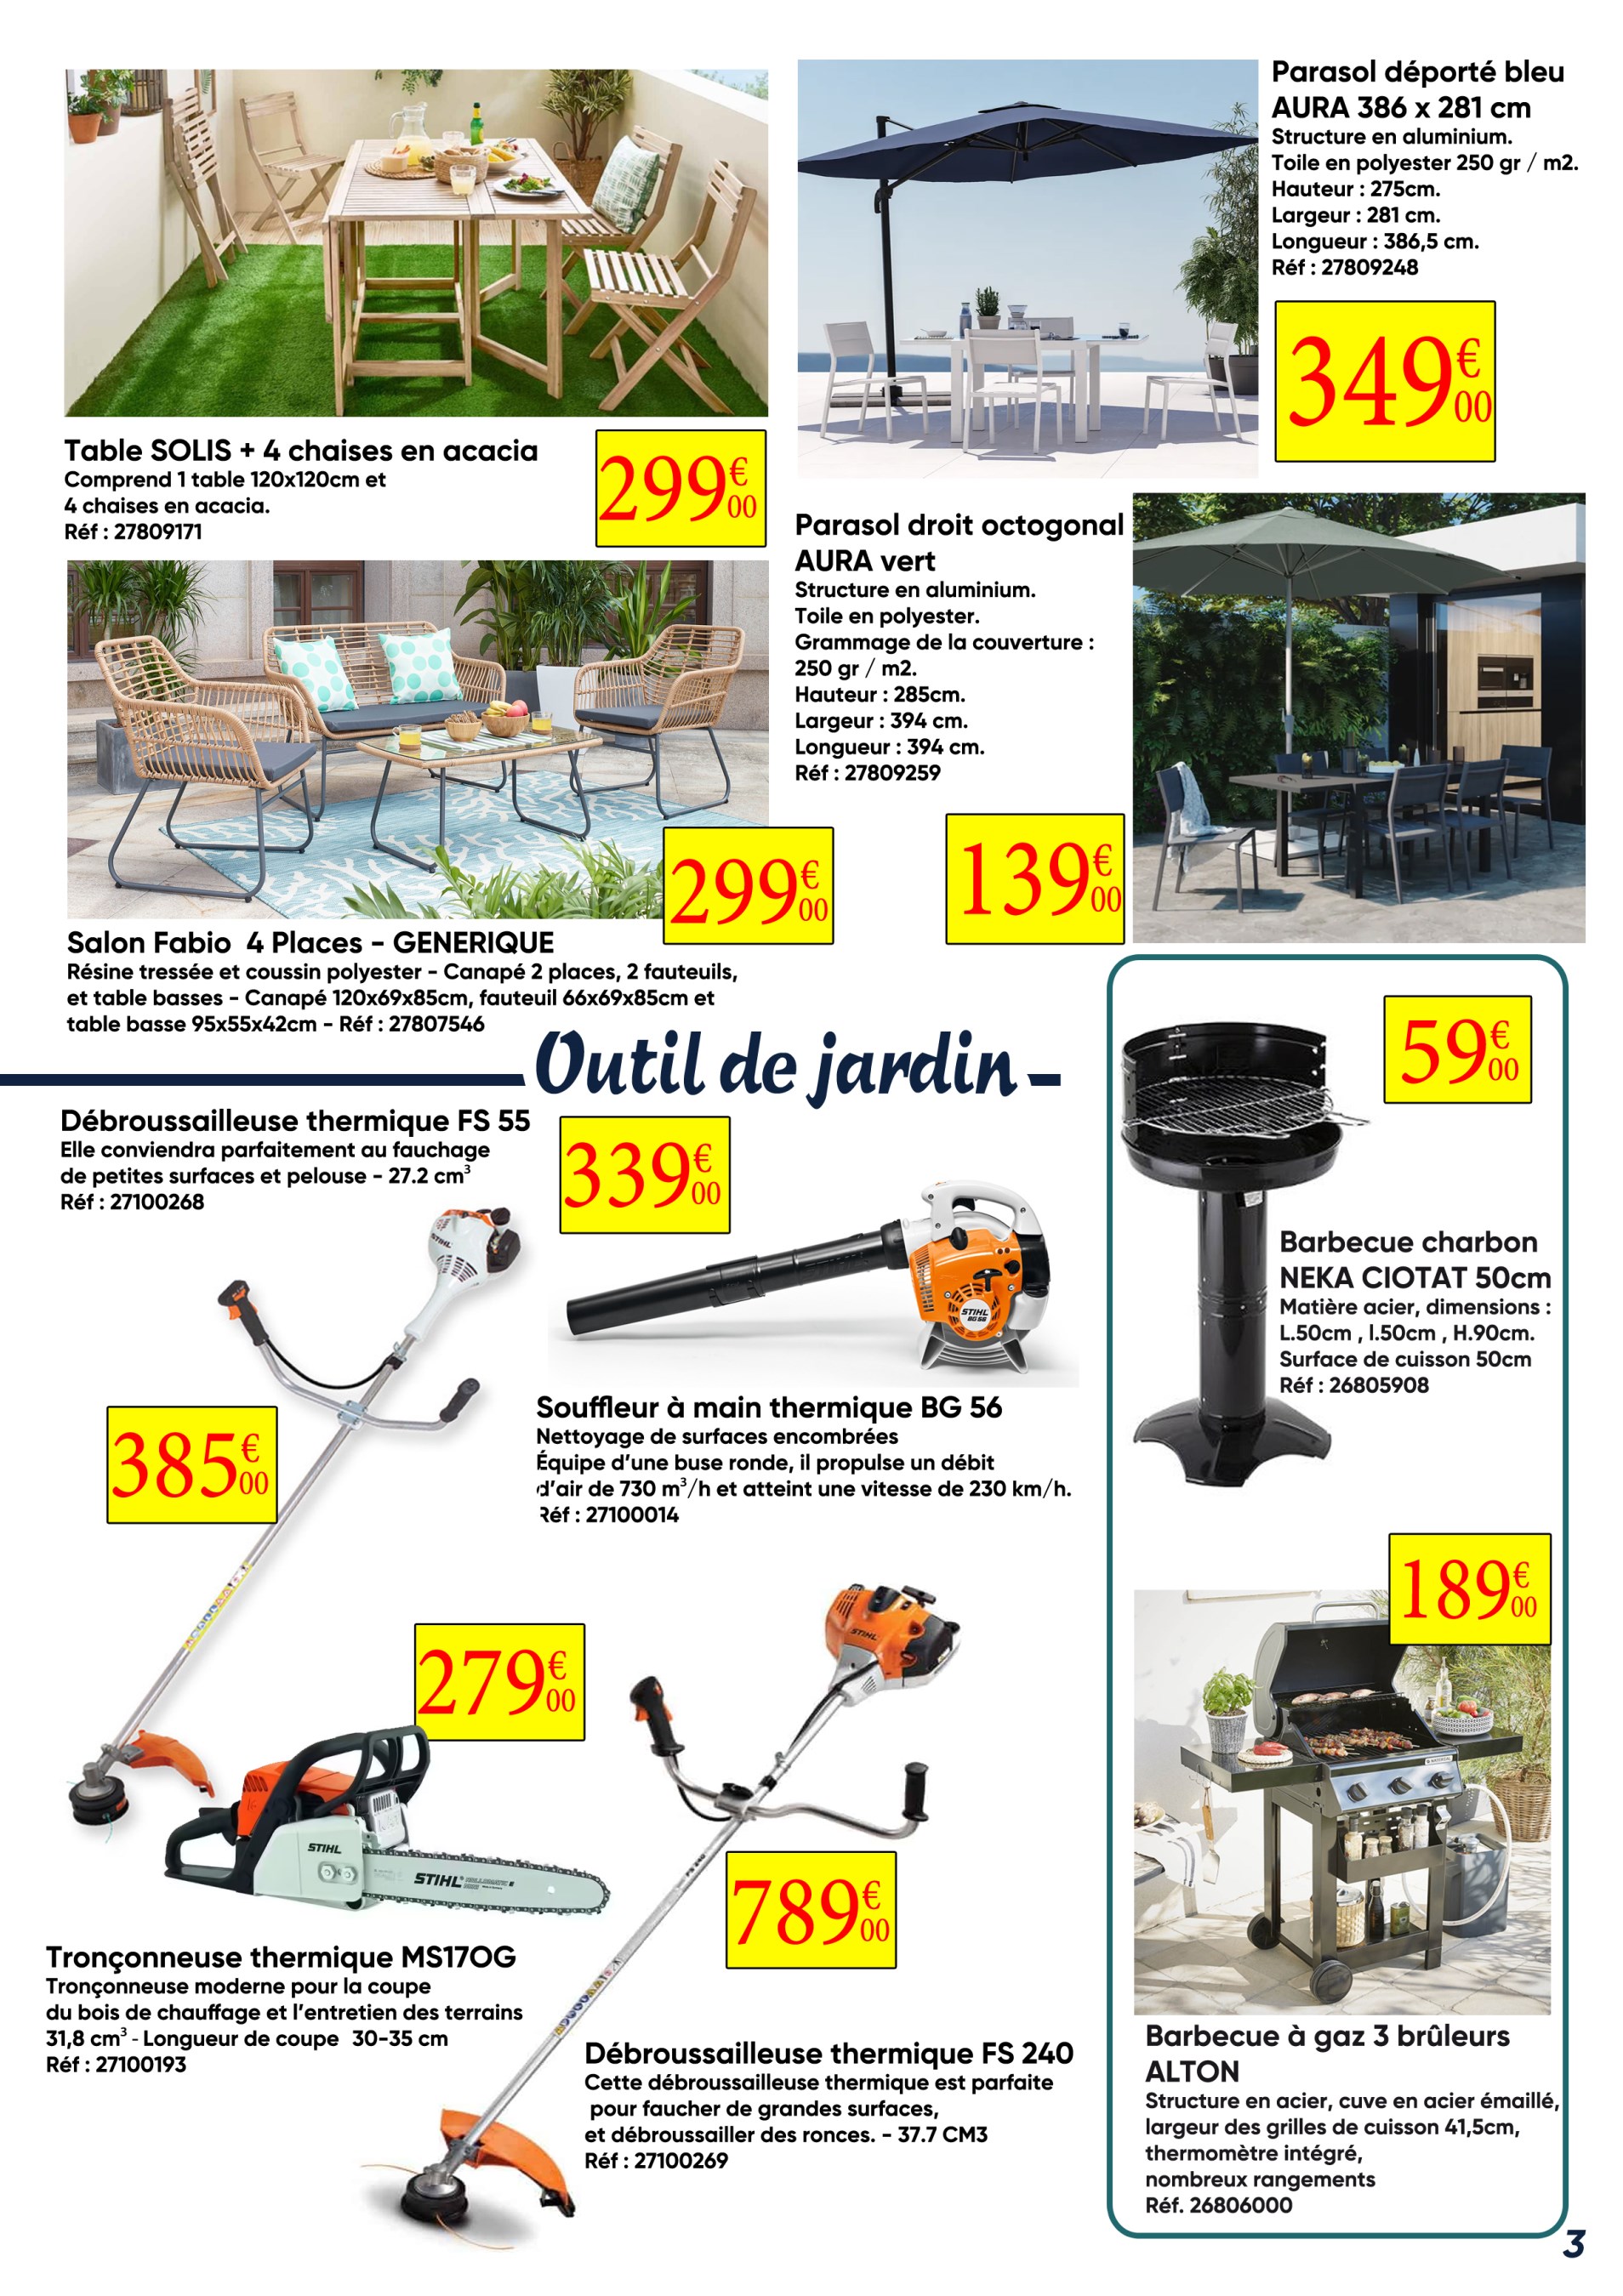 Table SOLIS + 4 chaises en acacia
Comprend 1 table 120x120cm et
4 chaises en acacia.
Réf : 27809171
299€00
Parasol déporté bleu
AURA 386 x 281 cm
Structure en aluminium.
Toile en polyester 250 gr / m2.
Hauteur : 275cm.
Largeur : 281 cm.
Longueur : 386,5 cm.
Réf : 27809248
349€00
Parasol droit octogonal
AURA vert
Structure en aluminium.
Toile en polyester.
Grammage de la couverture :
250 gr / m2.
Hauteur : 285cm.
Largeur : 394 cm.
Longueur : 394 cm.
Réf : 27809259
139€00
299€00
Salon Fabio  4 Places - GENERIQUE
Résine tressée et coussin polyester - Canapé 2 places, 2 fauteuils,
et table basses - Canapé 120x69x85cm, fauteuil 66x69x85cm et
table basse 95x55x42cm - Réf : 27807546
Outil de jardin
Débroussailleuse thermique FS 55
Elle conviendra parfaitement au fauchage
de petites surfaces et pelouse - 27.2 cm³
Réf : 27100268
STIHL
385€00
339€00
STIHL
BG 56
Souffleur à main thermique BG 56
Nettoyage de surfaces encombrées
Équipe d'une buse ronde, il propulse un débit
d'air de 730 m³/h et atteint une vitesse de 230 km/h.
Réf : 27100014
279€00
STIHL
STIHL
Tronçonneuse thermique MS17OG
Tronçonneuse moderne pour la coupe
du bois de chauffage et l'entretien des terrains
31,8 cm³ - Longueur de coupe  30-35 cm
Réf : 27100193
STIHL
FS 240
789€00
Débroussailleuse thermique FS 240
Cette débroussailleuse thermique est parfaite
pour faucher de grandes surfaces,
et débroussailler des ronces. - 37.7 CM3
Réf : 27100269
59€00
Barbecue charbon
NEKA CIOTAT 50cm
Matière acier, dimensions :
L.50cm , l.50cm , H.90cm.
Surface de cuisson 50cm
Réf : 26805908
189€00
Barbecue à gaz 3 brûleurs
ALTON
Structure en acier, cuve en acier émaillé,
largeur des grilles de cuisson 41,5cm,
thermomètre intégré,
nombreux rangements
Réf. 26806000
3